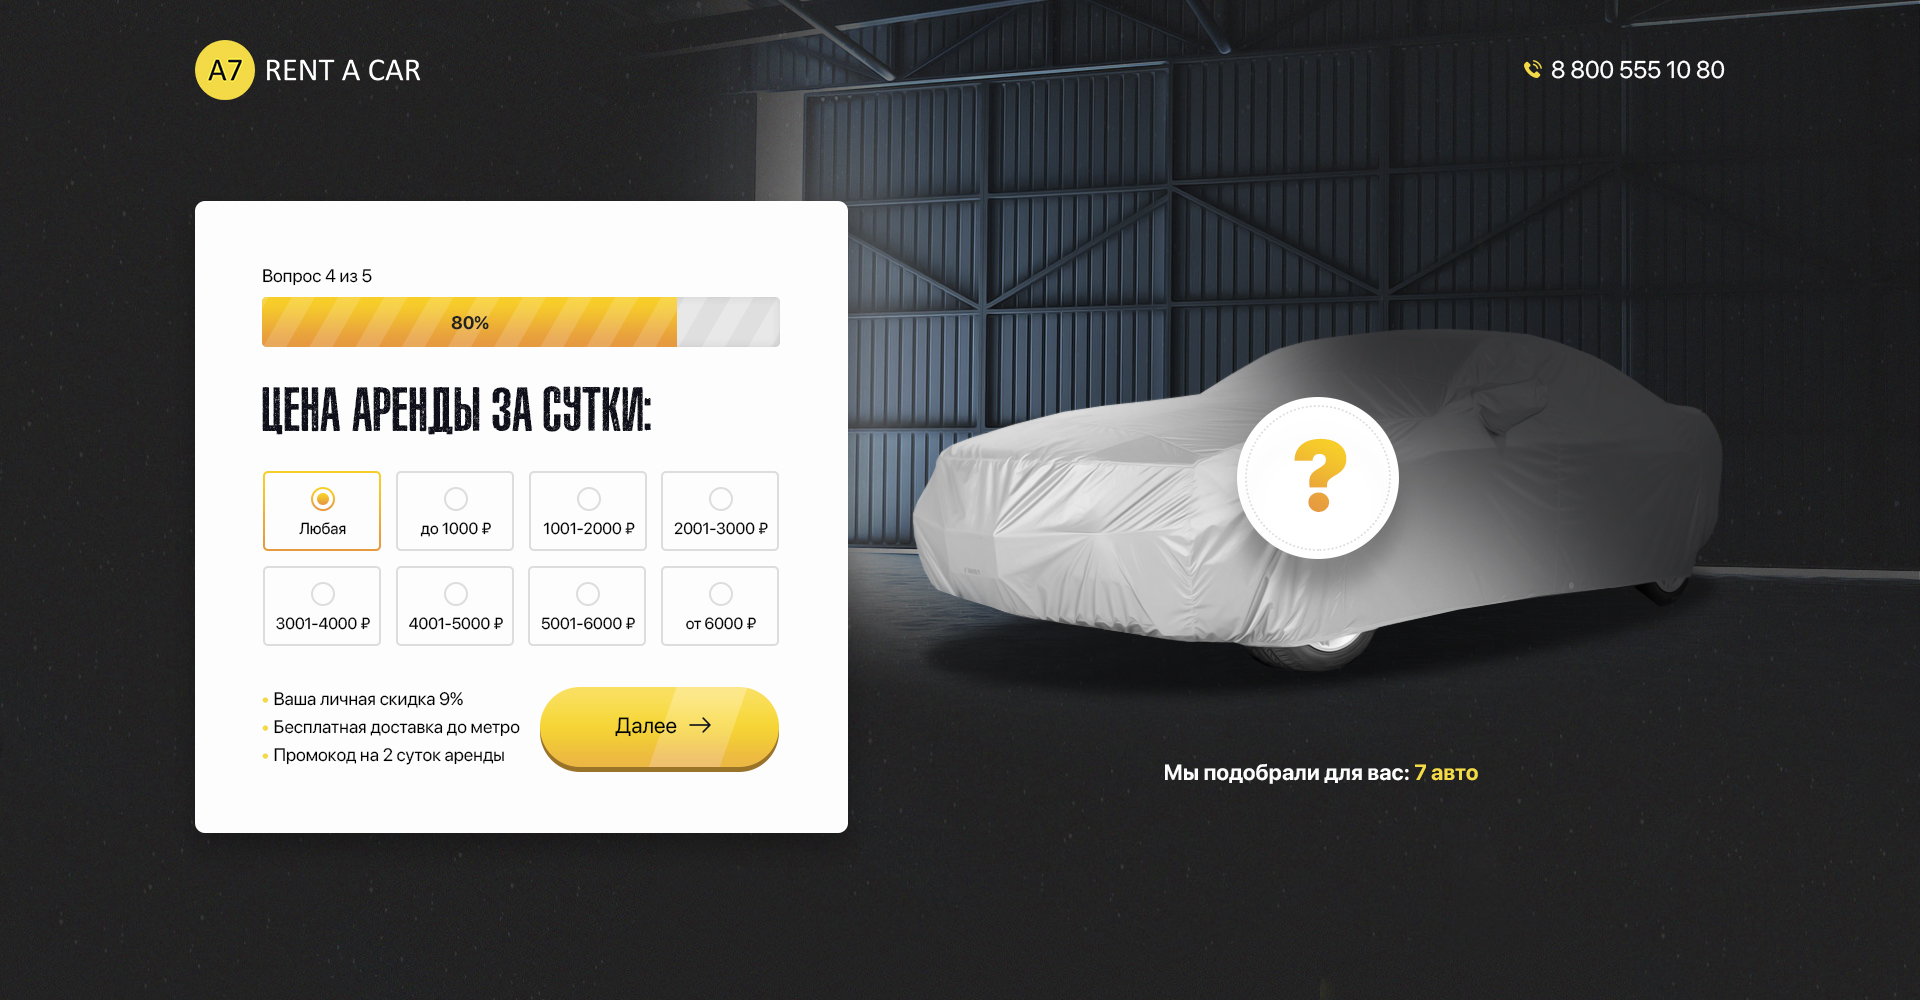 A7 RENT A CAR
8 800 555 10 80
Вопрос 4 из 5
80%
ЦЕНА АРЕНДЫ ЗА СУТКИ:
Любая
до 1000 ₽
1001-2000 ₽
2001-3000 ₽
3001-4000 ₽
4001-5000 ₽
5001-6000 ₽
от 6000 ₽
• Ваша личная скидка 9%
• Бесплатная доставка до метро
• Промокод на 2 суток аренды
Далее →
?
Мы подобрали для вас: 7 авто